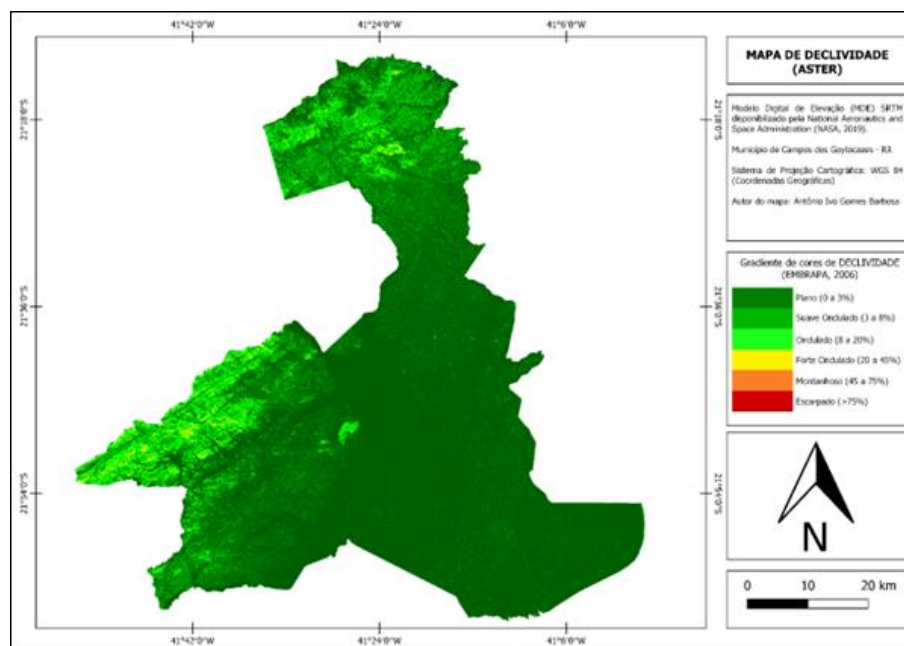 41°42'0"W 41°24'0"W 41°6'0"W
21°18'0"S 21°18'0"S
21°36'0"S 21°36'0"S
21°54'0"S 21°54'0"S
41°42'0"W 41°24'0"W 41°6'0"W
MAPA DE DECLIVIDADE
(ASTER)
Modelo Digital de Elevação (MDE) SRTM
disponibilizado pela National Aeronautics and
Space Administration (NASA, 2019).
Município de Campos dos Goytacazes - RJ.
Sistema de Projeção Cartográfica: WGS 84
(Coordenadas Geográficas)
Autor do mapa: Antônio Ivo Gomes Barbosa
Gradiente de cores de DECLIVIDADE
(EMBRAPA, 2006)
Plano (0 a 3%)
Suave Ondulado (3 a 8%)
Ondulado (8 a 20%)
Forte Ondulado (20 a 45%)
Montanhoso (45 a 75%)
Escarpado (>75%)
N
0 10 20 km